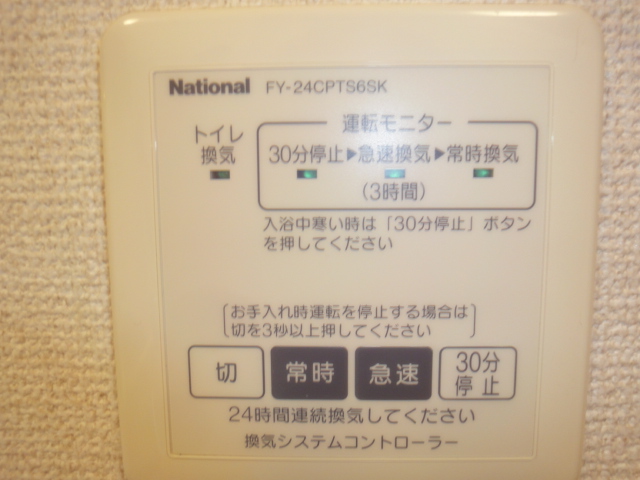 National FY-24CPTS6SK
運転モニター
トイレ
換気
30分停止▶急速換気▶常時換気
(3時間)
入浴中寒い時は「30分停止」ボタン
を押してください
お手入れ時運転を停止する場合は
切を3秒以上押してください
切 常時 急速 30分
停止
24時間連続換気してください
換気システムコントローラー